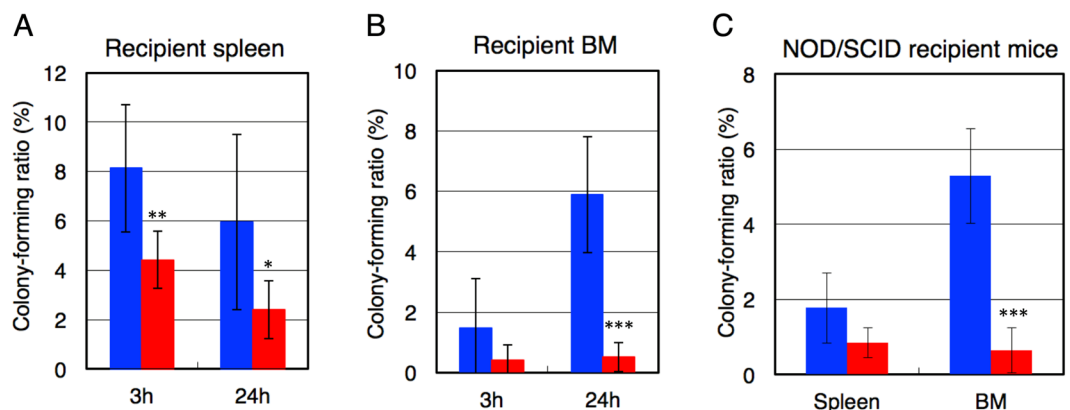 A
Recipient spleen
Colony-forming ratio (%)
12
10
8
6
4
2
0
**
*
3h
24h
B
Recipient BM
Colony-forming ratio (%)
10
8
6
4
2
0
***
3h
24h
C
NOD/SCID recipient mice
Colony-forming ratio (%)
8
6
4
2
0
***
Spleen
BM